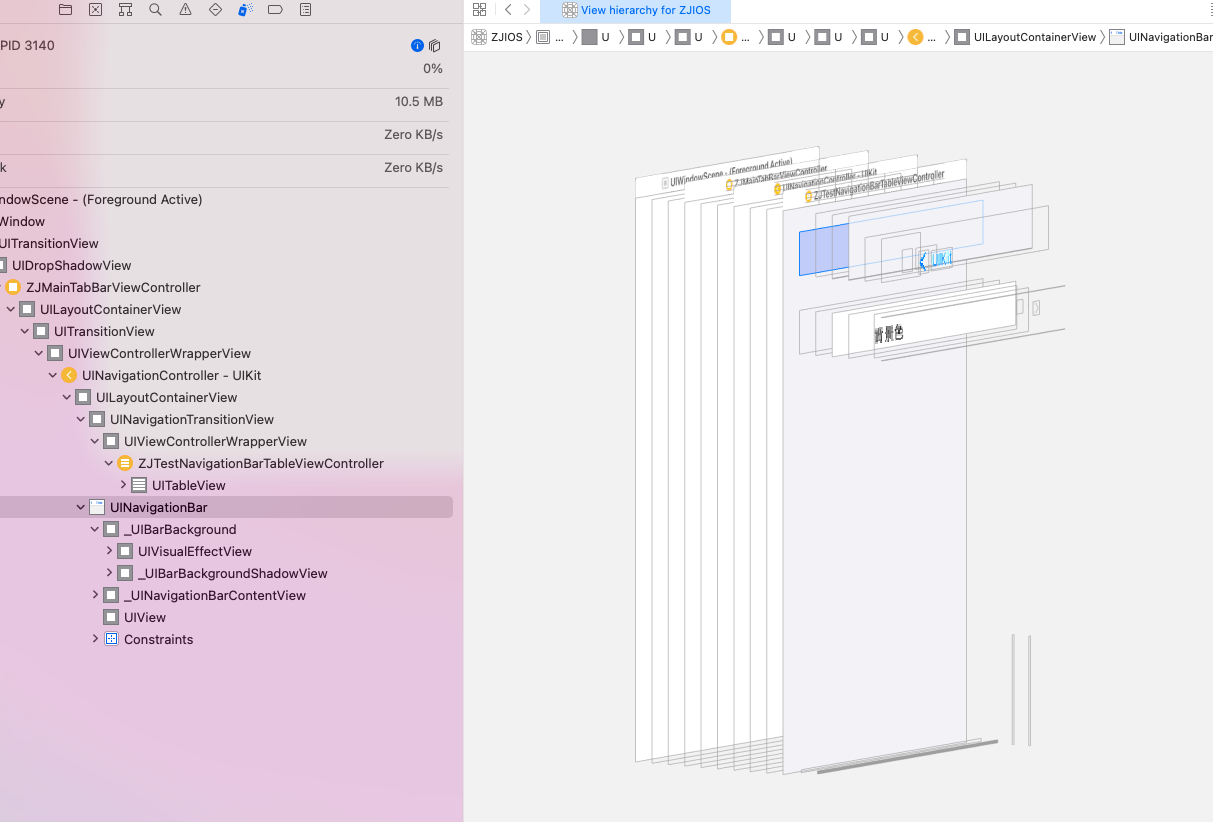 View hierarchy for ZJIOS
ZJIOS ... U U U ... U U U ... UILayoutContainerView UINavigationBar
PID 3140
0%
y 10.5 MB
Zero KB/s
k Zero KB/s
ndowScene - (Foreground Active)
Window
UITransitionView
UIDropShadowView
ZJMainTabBarViewController
UILayoutContainerView
UITransitionView
UIViewControllerWrapperView
UINavigationController - UIKit
UILayoutContainerView
UINavigationTransitionView
UIViewControllerWrapperView
ZJTestNavigationBarTableViewController
UITableView
UINavigationBar
_UIBarBackground
UIVisualEffectView
_UIBarBackgroundShadowView
_UINavigationBarContentView
UIView
Constraints
UIWindowScene - (Foreground Active)
ZJMainTabBarViewController
UINavigationController - UIKit
ZJTestNavigationBarTableViewController
UIKit
背景色